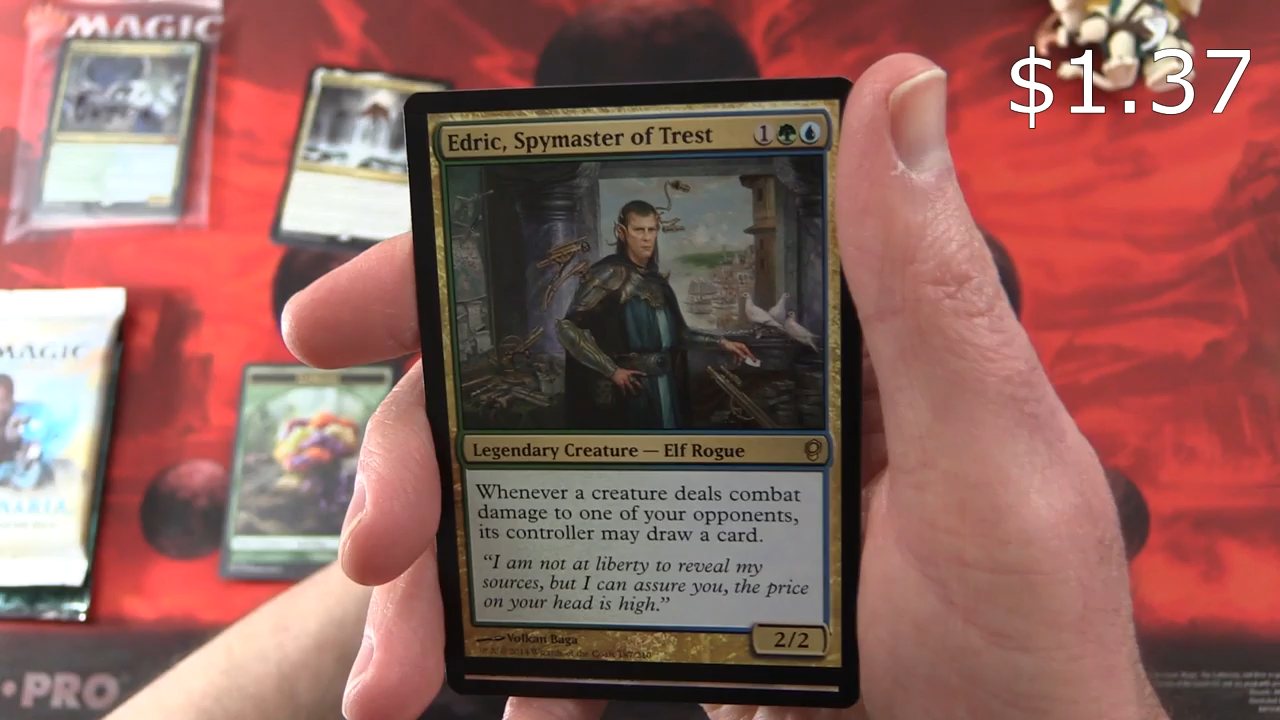 MAGIC
$1.37
Edric, Spymaster of Trest 1
MAGIC
Legendary Creature — Elf Rogue
Whenever a creature deals combat
damage to one of your opponents,
its controller may draw a card.
“I am not at liberty to reveal my
sources, but I can assure you, the price
on your head is high.”
Volkan Baga
2/2
PRO